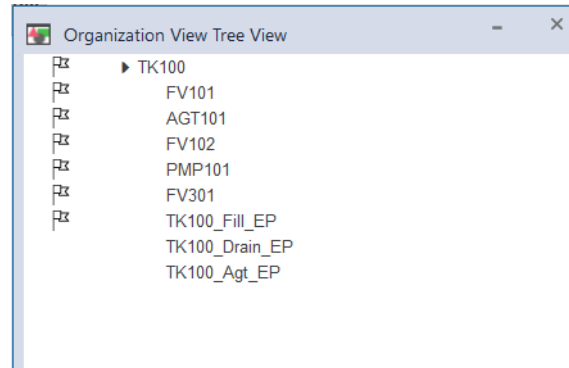 Organization View Tree View
TK100
FV101
AGT101
FV102
PMP101
FV301
TK100_Fill_EP
TK100_Drain_EP
TK100_Agt_EP